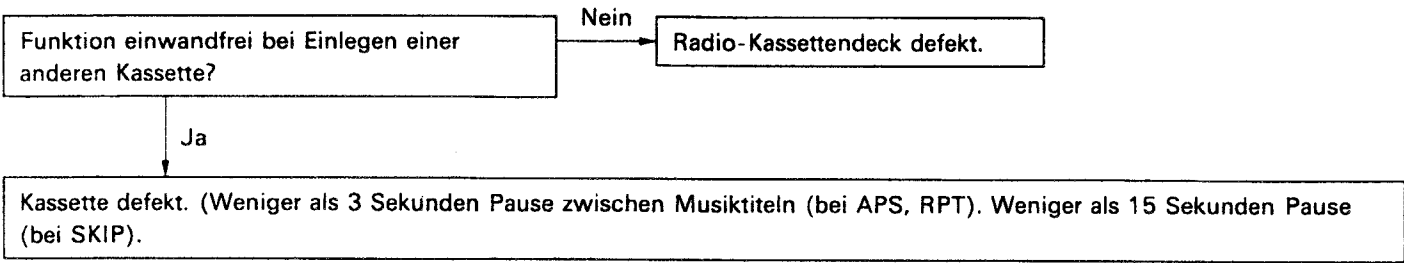 Nein
Funktion einwandfrei bei Einlegen einer
anderen Kassette?
Radio-Kassettendeck defekt.
Ja
Kassette defekt. (Weniger als 3 Sekunden Pause zwischen Musiktiteln (bei APS, RPT). Weniger als 15 Sekunden Pause
(bei SKIP).